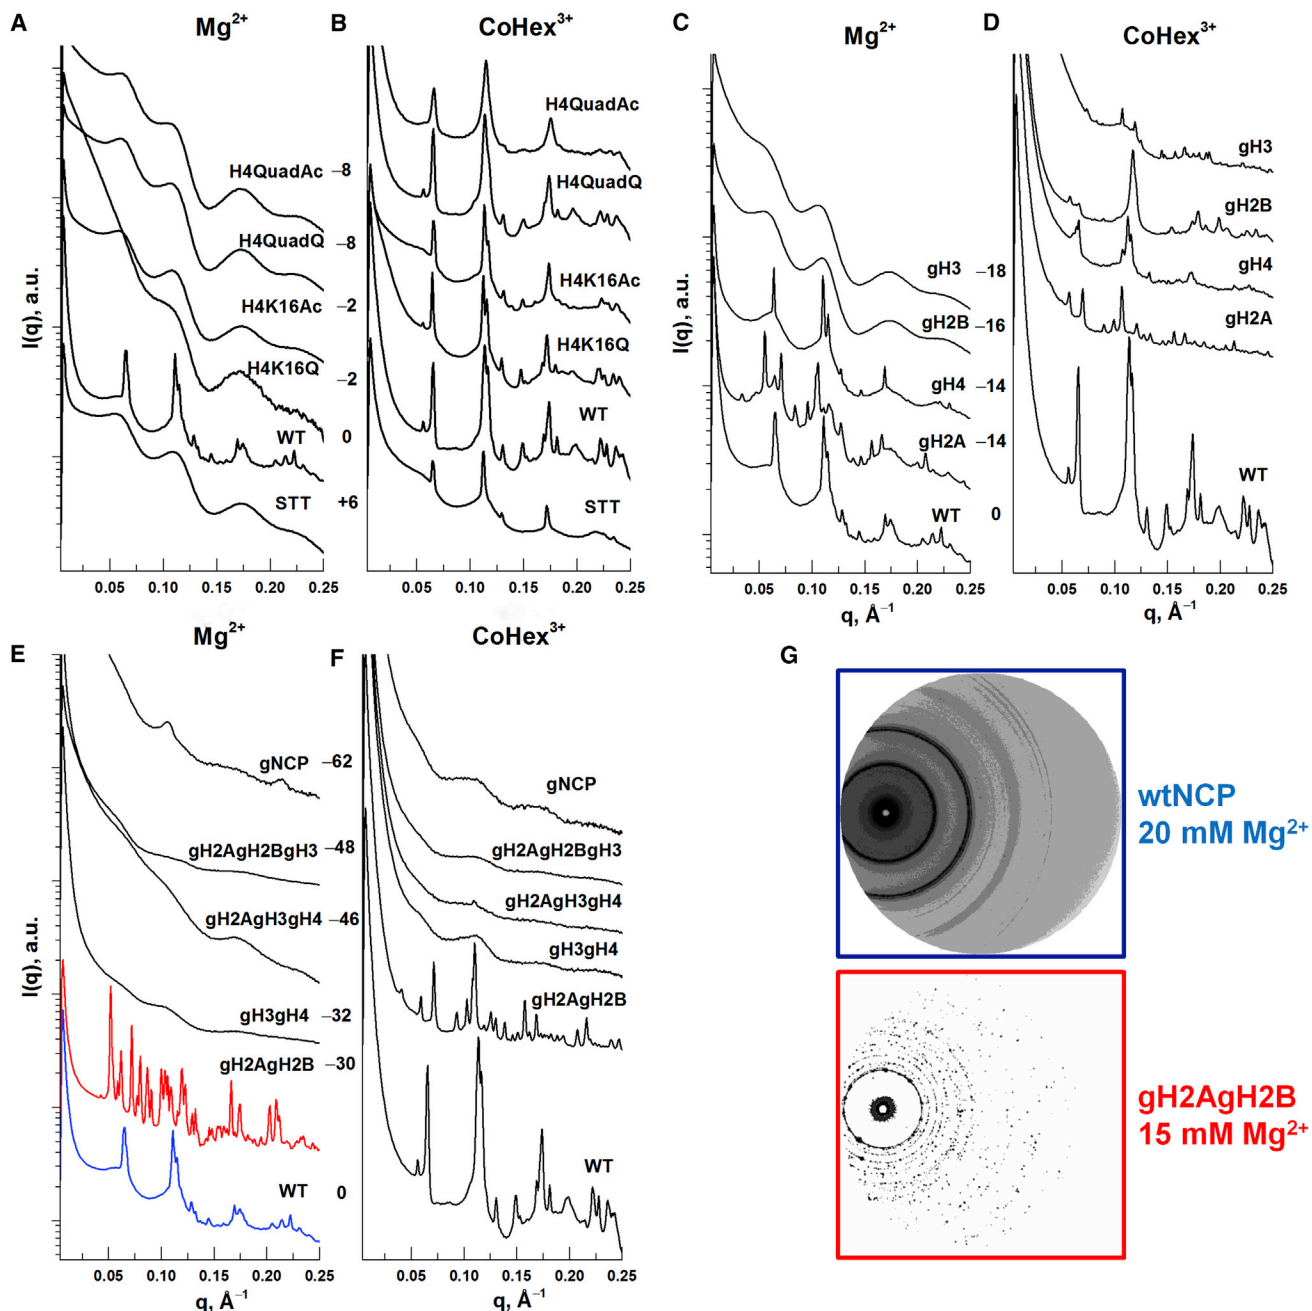 A
Mg2+
I(q), a.u.
H4QuadAc −8
H4QuadQ −8
H4K16Ac −2
H4K16Q −2
WT 0
STT +6
0.05 0.10 0.15 0.20 0.25
B
CoHex3+
H4QuadAc
H4QuadQ
H4K16Ac
H4K16Q
WT
STT
0.05 0.10 0.15 0.20 0.25
C
Mg2+
I(q), a.u.
gH3 −18
gH2B −16
gH4 −14
gH2A −14
WT 0
0.05 0.10 0.15 0.20 0.25
q, Å−1
D
CoHex3+
gH3
gH2B
gH4
gH2A
WT
0.05 0.10 0.15 0.20 0.25
q, Å−1
E
Mg2+
I(q), a.u.
gNCP −62
gH2AgH2BgH3 −48
gH2AgH3gH4 −46
gH3gH4 −32
gH2AgH2B −30
WT 0
0.05 0.10 0.15 0.20 0.25
q, Å−1
F
CoHex3+
gNCP
gH2AgH2BgH3
gH2AgH3gH4
gH3gH4
gH2AgH2B
WT
0.05 0.10 0.15 0.20 0.25
q, Å−1
G
wtNCP
20 mM Mg2+
gH2AgH2B
15 mM Mg2+